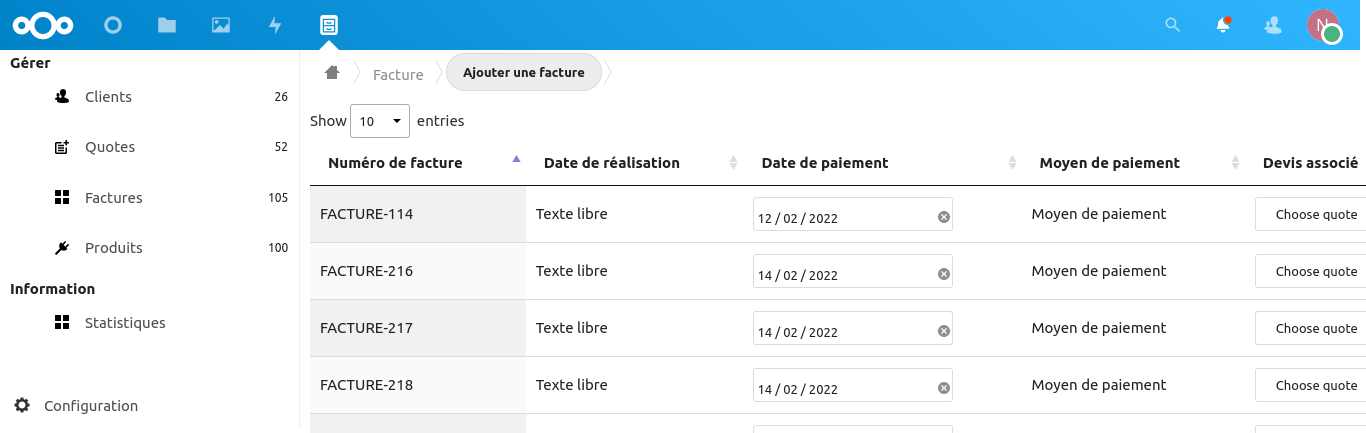 N
Gérer
Clients 26
Quotes 52
Factures 105
Produits 100
Information
Statistiques
Configuration
Facture Ajouter une facture
Show 10 entries
Numéro de facture Date de réalisation Date de paiement Moyen de paiement Devis associé
FACTURE-114 Texte libre 12 / 02 / 2022 Moyen de paiement Choose quote
FACTURE-216 Texte libre 14 / 02 / 2022 Moyen de paiement Choose quote
FACTURE-217 Texte libre 14 / 02 / 2022 Moyen de paiement Choose quote
FACTURE-218 Texte libre 14 / 02 / 2022 Moyen de paiement Choose quote